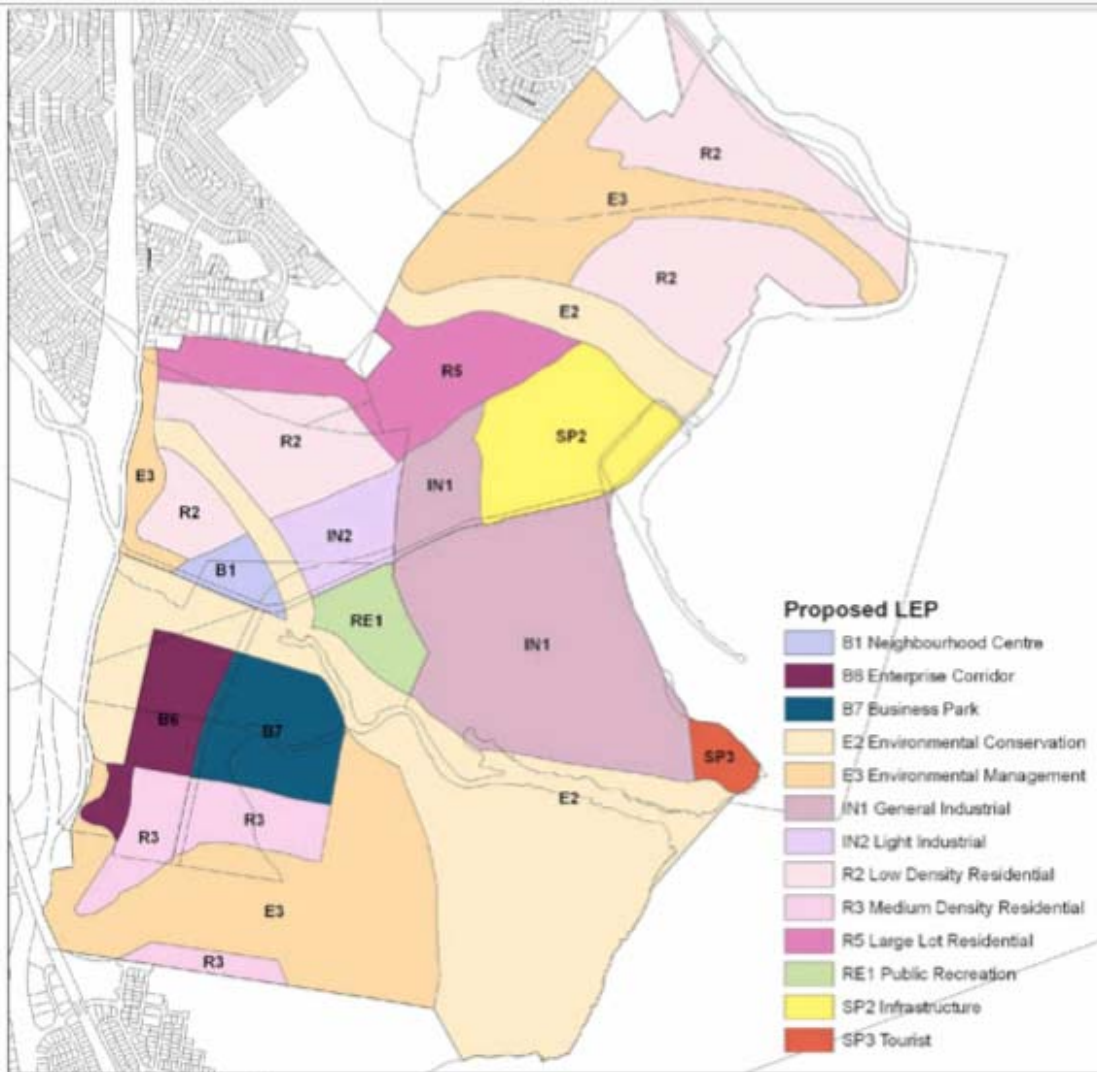 R2
E3
R2
E2
R5
R2
SP2
E3
IN1
R2
IN2
B1
RE1
IN1
B6
B7
SP3
E2
R3
R3
E3
R3
Proposed LEP
B1 Neighbourhood Centre
B6 Enterprise Corridor
B7 Business Park
E2 Environmental Conservation
E3 Environmental Management
IN1 General Industrial
IN2 Light Industrial
R2 Low Density Residential
R3 Medium Density Residential
R5 Large Lot Residential
RE1 Public Recreation
SP2 Infrastructure
SP3 Tourist